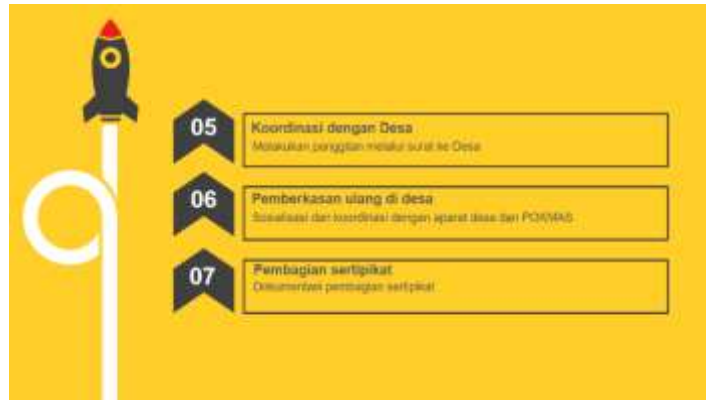 05
Koordinasi dengan Desa
Melakukan panggilan melalui surat ke Desa
06
Pemberkasan ulang di desa
Sosialisasi dan koordinasi dengan aparat desa dan POKMAS
07
Pembagian sertipikat
Dokumentasi pembagian sertipikat